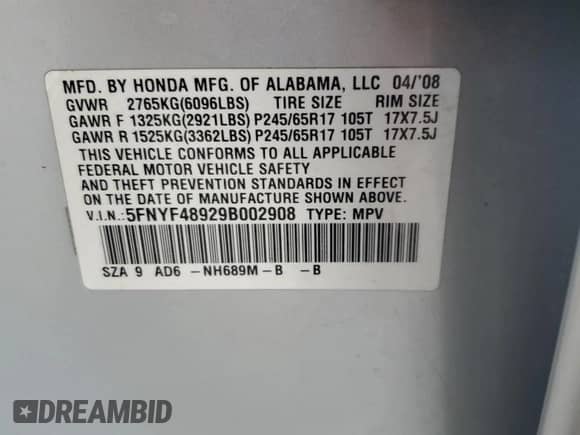 MFD. BY HONDA MFG. OF ALABAMA, LLC 04/'08
GVWR 2765KG(6096LBS) TIRE SIZE RIM SIZE
GAWR F 1325KG(2921LBS) P245/65R17 105T 17X7.5J
GAWR R 1525KG(3362LBS) P245/65R17 105T 17X7.5J
THIS VEHICLE CONFORMS TO ALL APPLICABLE
FEDERAL MOTOR VEHICLE SAFETY
AND THEFT PREVENTION STANDARDS IN EFFECT
ON THE DATE OF MANUFACTURE SHOWN ABOVE.
V.I.N.: 5FNYF48929B002908 TYPE: MPV
SZA 9 AD6 -NH689M-B -B
DREAMBID